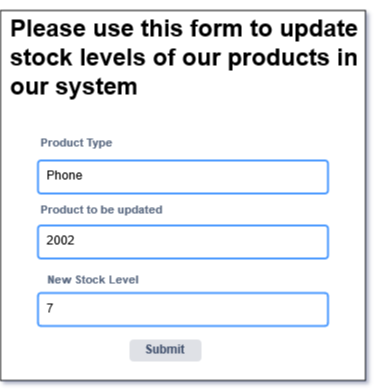 Please use this form to update
stock levels of our products in
our system
Product Type
Phone
Product to be updated
2002
New Stock Level
7
Submit